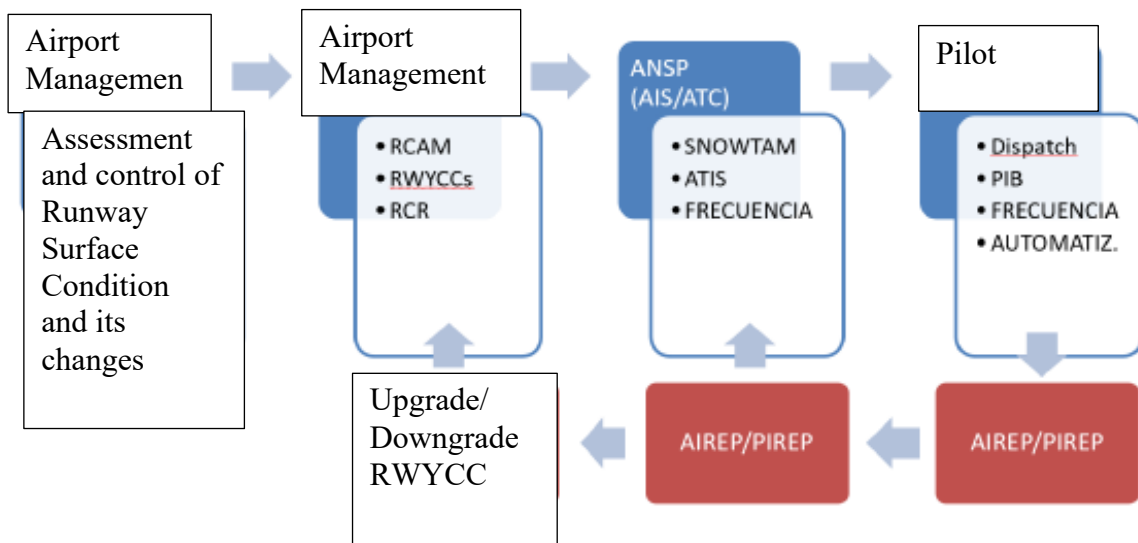 Airport
Managemen
Assessment
and control of
Runway
Surface
Condition
and its
changes
Airport
Management
• RCAM
• RWYCCs
• RCR
ANSP
(AIS/ATC)
• SNOWTAM
• ATIS
• FRECUENCIA
Pilot
• Dispatch
• PIB
• FRECUENCIA
• AUTOMATIZ.
Upgrade/
Downgrade
RWYCC
AIREP/PIREP
AIREP/PIREP